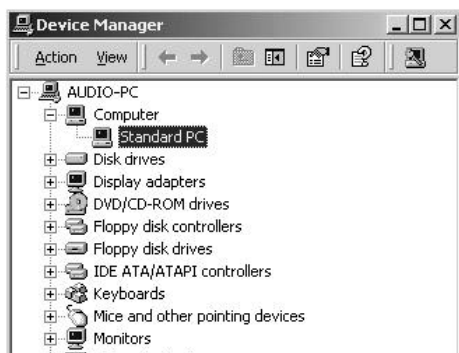 Device Manager
Action View
AUDIO-PC
Computer
Standard PC
Disk drives
Display adapters
DVD/CD-ROM drives
Floppy disk controllers
Floppy disk drives
IDE ATA/ATAPI controllers
Keyboards
Mice and other pointing devices
Monitors